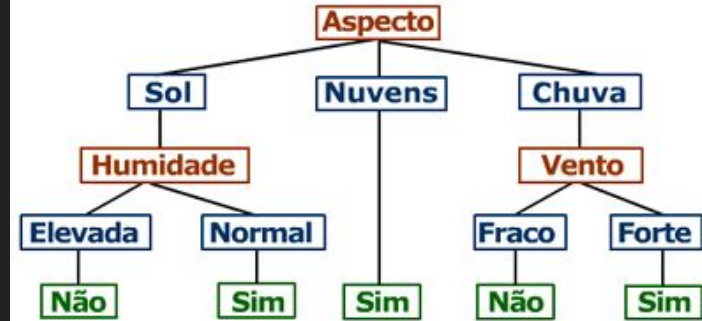 Aspecto
Sol Nuvens Chuva
Humidade Vento
Elevada Normal Fraco Forte
Não Sim Sim Não Sim